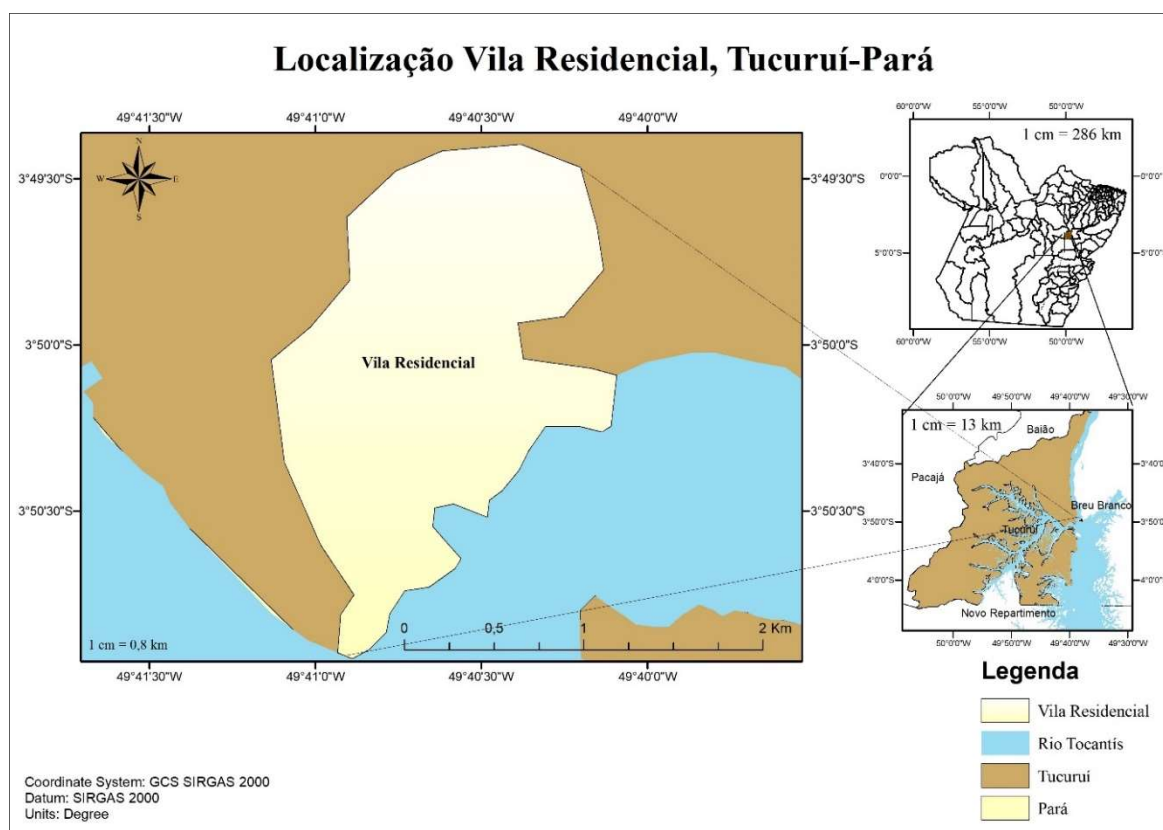 Localização Vila Residencial, Tucuruí-Pará
49°41'30"W 49°41'0"W 49°40'30"W 49°40'0"W
N
W E
S
3°49'30"S 3°49'30"S
3°50'0"S 3°50'0"S
3°50'30"S 3°50'30"S
Vila Residencial
1 cm = 0,8 km
0 0,5 1 2 Km
49°41'30"W 49°41'0"W 49°40'30"W 49°40'0"W
60°0'0"W 55°0'0"W 50°0'0"W
1 cm = 286 km
0°0'0"S 0°0'0"S
5°0'0"S 5°0'0"S
60°0'0"W 55°0'0"W 50°0'0"W
50°0'0"W 49°50'0"W 49°40'0"W 49°30'0"W
1 cm = 13 km
Baião
3°40'0"S 3°40'0"S
Pacajá
Breu Branco
3°50'0"S 3°50'0"S
Tucuruí
4°0'0"S 4°0'0"S
Novo Repartimento
50°0'0"W 49°50'0"W 49°40'0"W 49°30'0"W
Legenda
Vila Residencial
Rio Tocantís
Tucuruí
Pará
Coordinate System: GCS SIRGAS 2000
Datum: SIRGAS 2000
Units: Degree